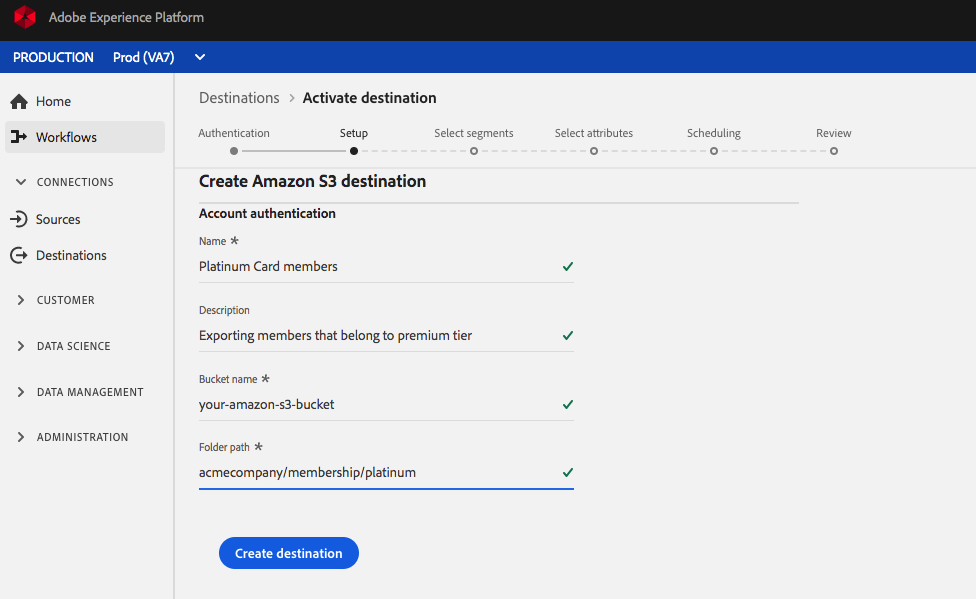 Adobe Experience Platform
PRODUCTION Prod (VA7)
Home
Workflows
CONNECTIONS
Sources
Destinations
CUSTOMER
DATA SCIENCE
DATA MANAGEMENT
ADMINISTRATION
Destinations > Activate destination
Authentication Setup Select segments Select attributes Scheduling Review
Create Amazon S3 destination
Account authentication
Name *
Platinum Card members
Description
Exporting members that belong to premium tier
Bucket name *
your-amazon-s3-bucket
Folder path *
acmecompany/membership/platinum
Create destination